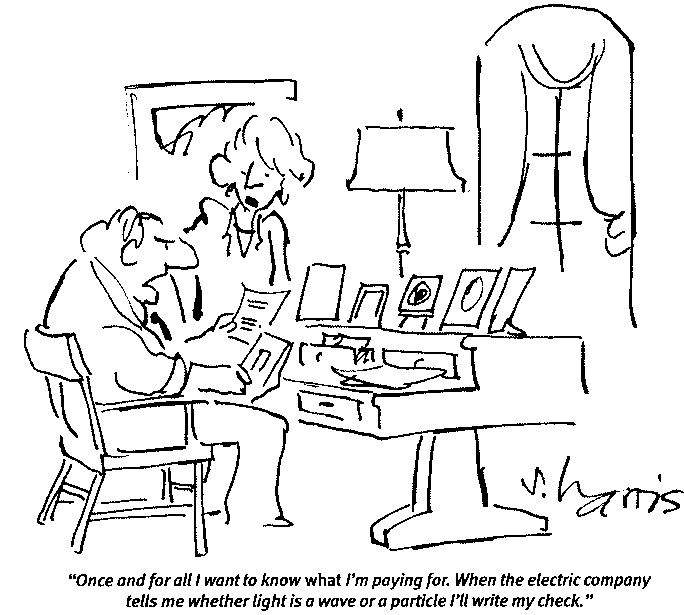 S. Harris
"Once and for all I want to know what I'm paying for. When the electric company
tells me whether light is a wave or a particle I'll write my check."